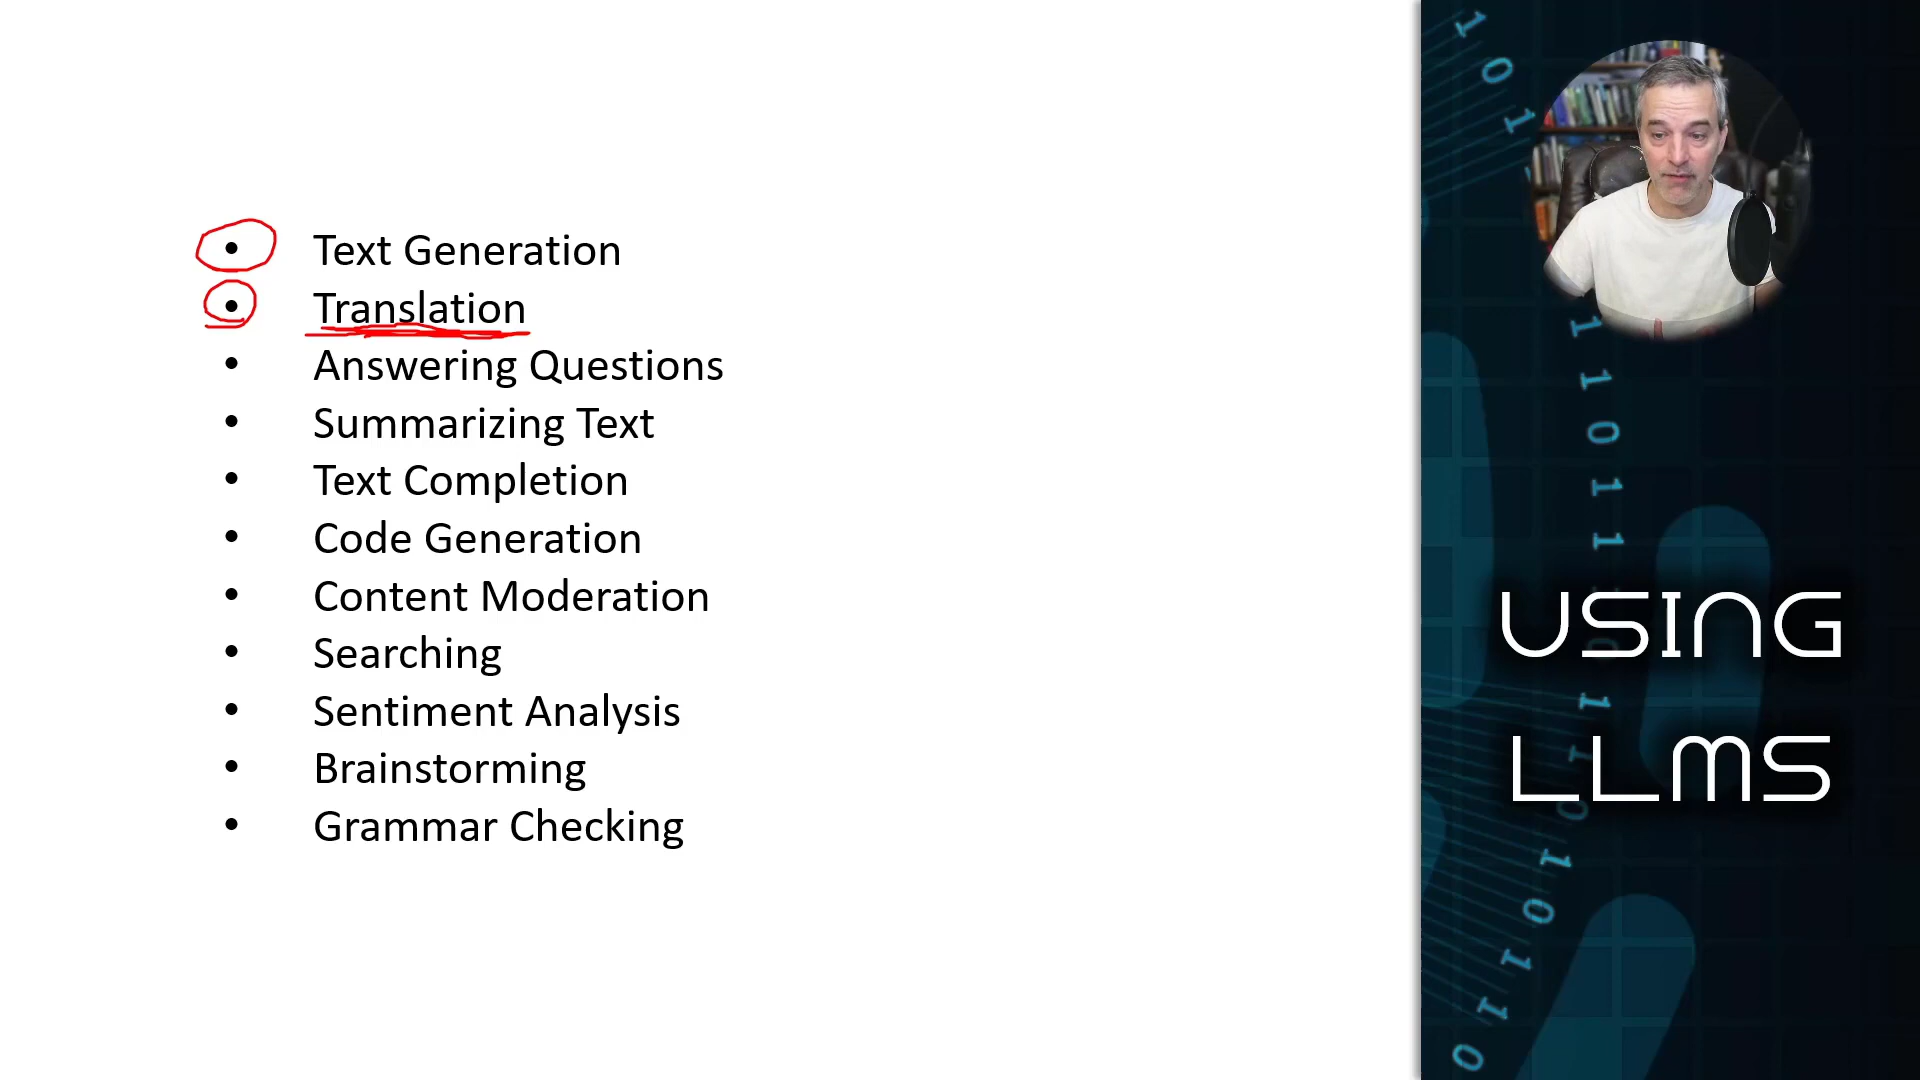 • Text Generation
• Translation
• Answering Questions
• Summarizing Text
• Text Completion
• Code Generation
• Content Moderation
• Searching
• Sentiment Analysis
• Brainstorming
• Grammar Checking
USING
LLMS